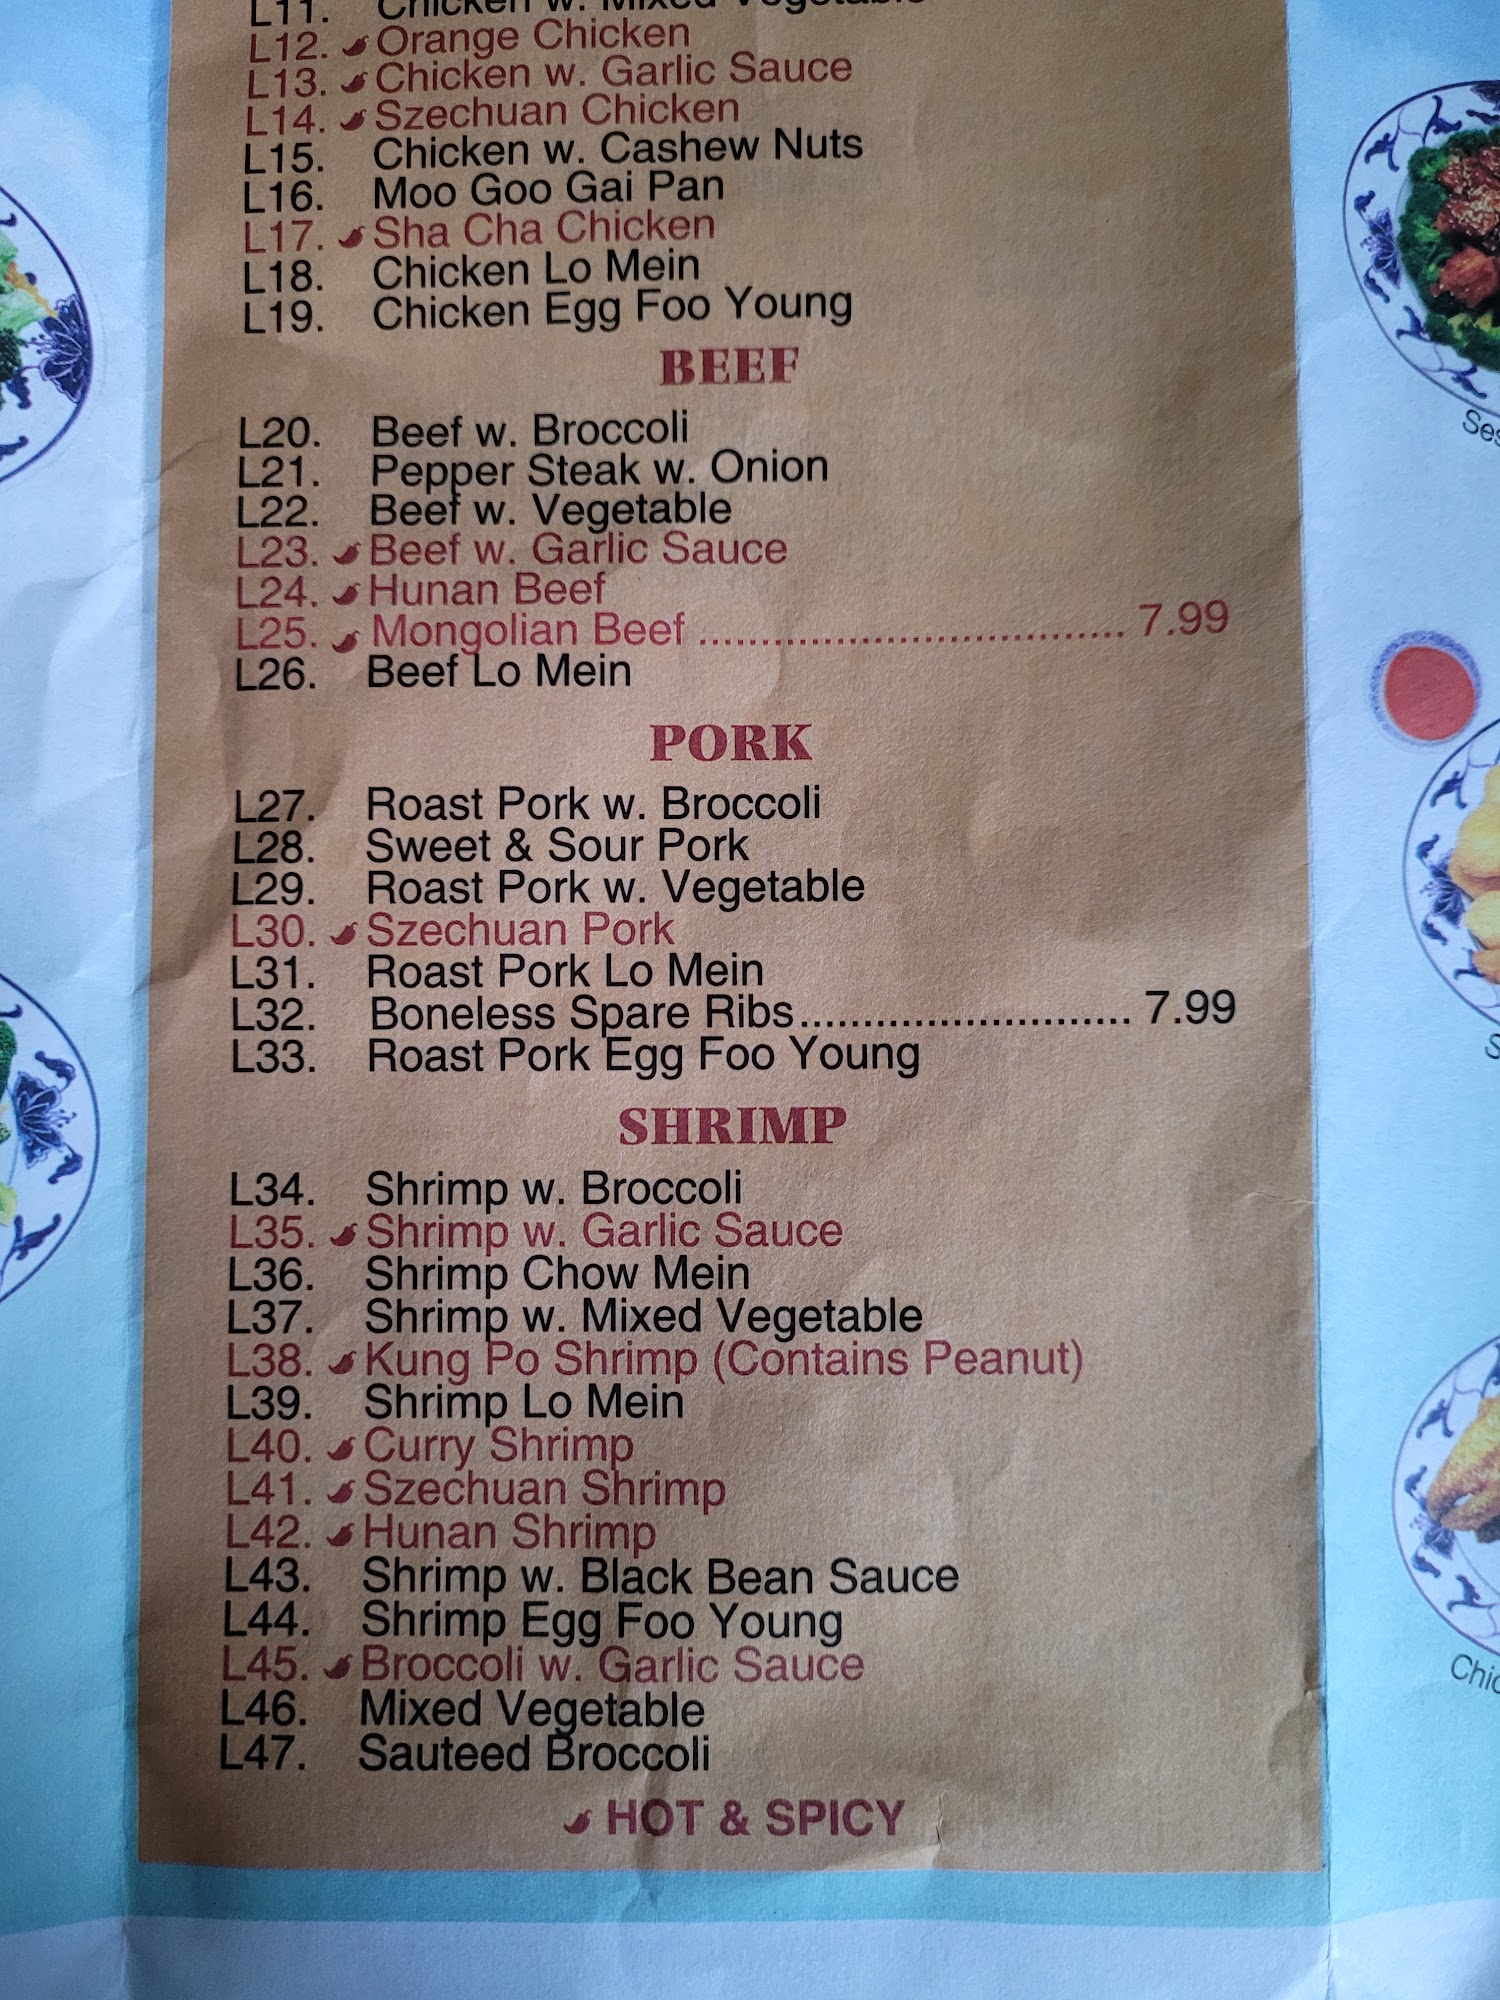 L11. Chicken w. Mixed Vegetable
L12. Orange Chicken
L13. Chicken w. Garlic Sauce
L14. Szechuan Chicken
L15. Chicken w. Cashew Nuts
L16. Moo Goo Gai Pan
L17. Sha Cha Chicken
L18. Chicken Lo Mein
L19. Chicken Egg Foo Young
BEEF
L20. Beef w. Broccoli
L21. Pepper Steak w. Onion
L22. Beef w. Vegetable
L23. Beef w. Garlic Sauce
L24. Hunan Beef
L25. Mongolian Beef .................................. 7.99
L26. Beef Lo Mein
PORK
L27. Roast Pork w. Broccoli
L28. Sweet & Sour Pork
L29. Roast Pork w. Vegetable
L30. Szechuan Pork
L31. Roast Pork Lo Mein
L32. Boneless Spare Ribs.......................... 7.99
L33. Roast Pork Egg Foo Young
SHRIMP
L34. Shrimp w. Broccoli
L35. Shrimp w. Garlic Sauce
L36. Shrimp Chow Mein
L37. Shrimp w. Mixed Vegetable
L38. Kung Po Shrimp (Contains Peanut)
L39. Shrimp Lo Mein
L40. Curry Shrimp
L41. Szechuan Shrimp
L42. Hunan Shrimp
L43. Shrimp w. Black Bean Sauce
L44. Shrimp Egg Foo Young
L45. Broccoli w. Garlic Sauce
L46. Mixed Vegetable
L47. Sauteed Broccoli
HOT & SPICY